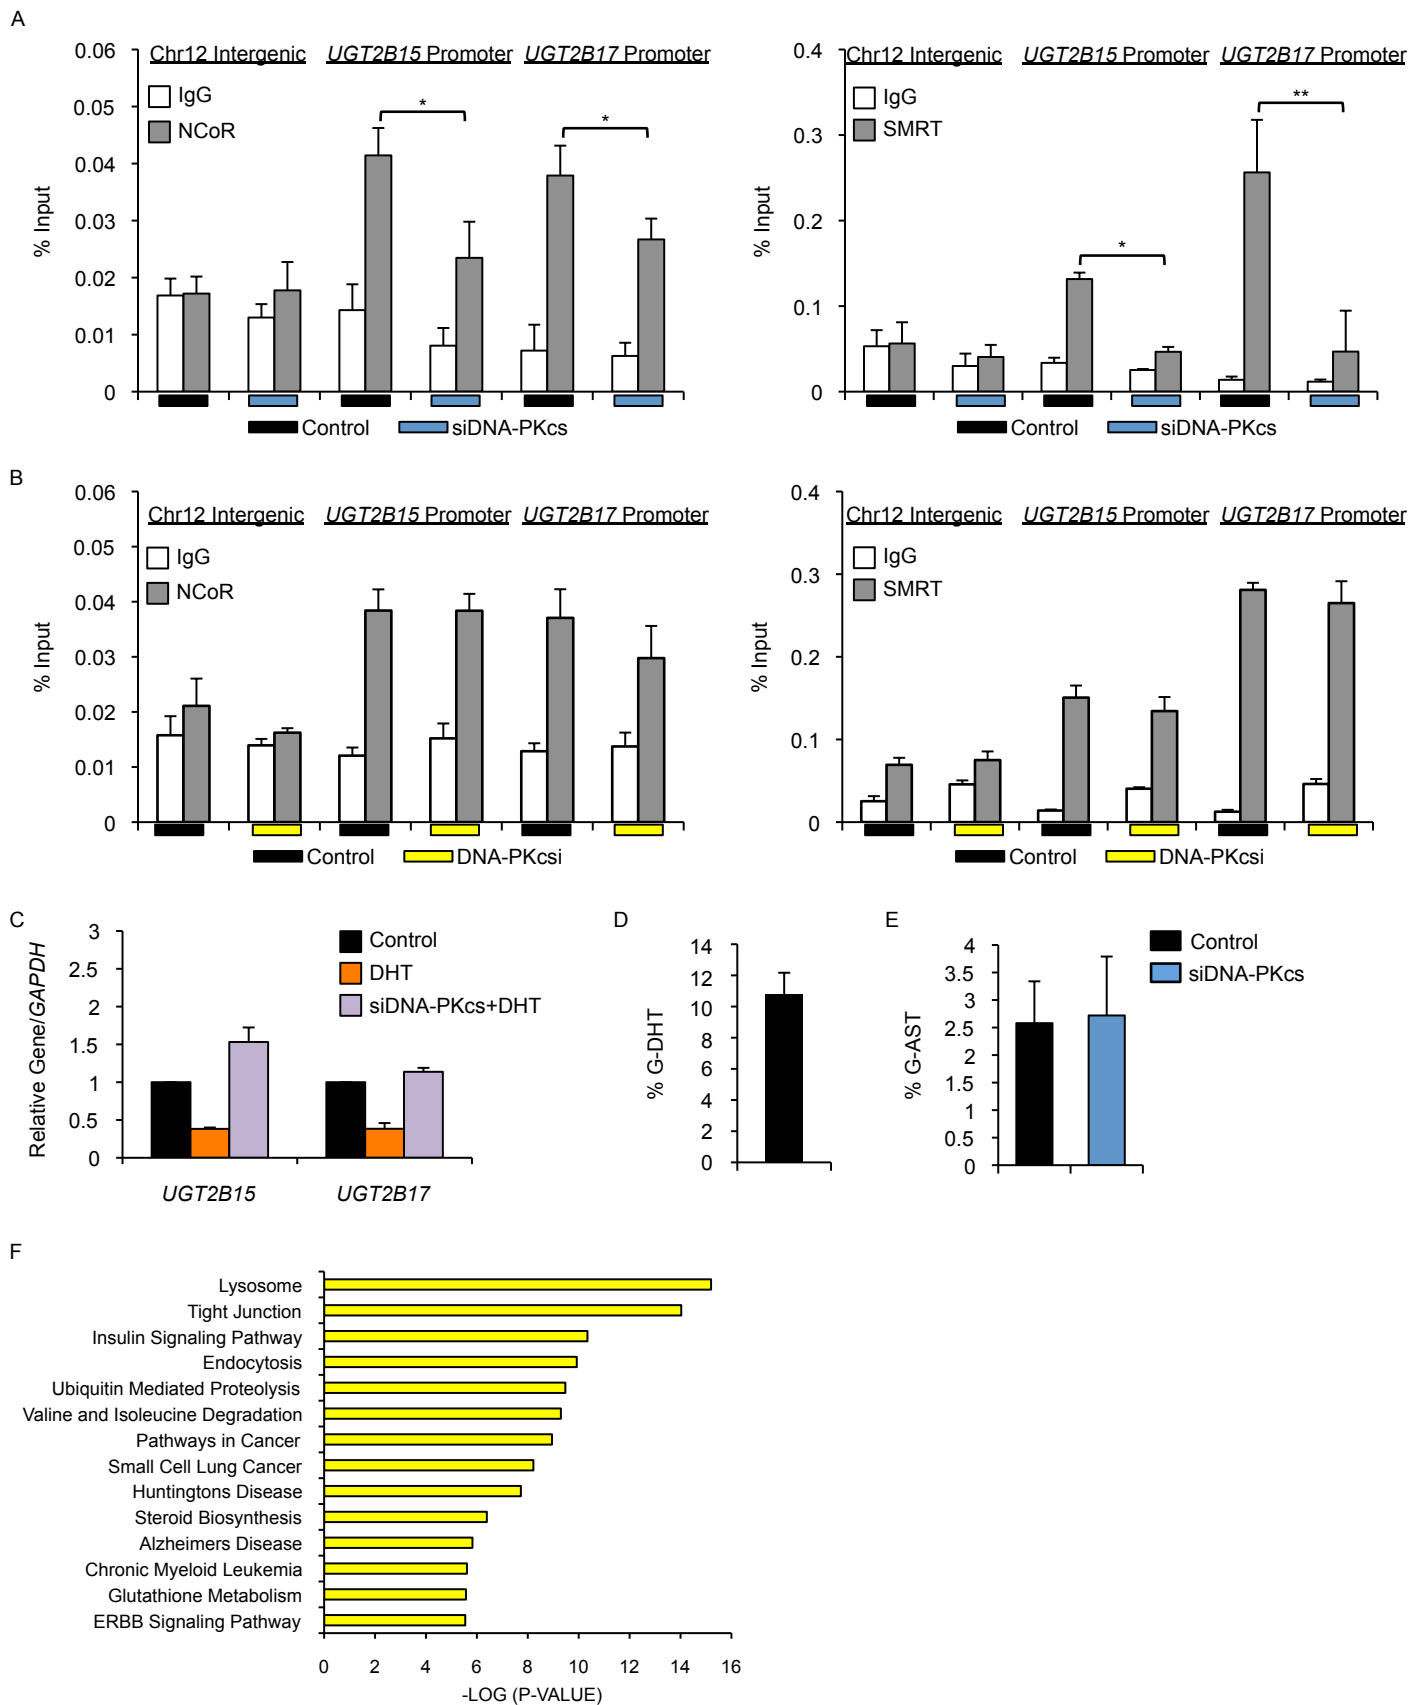 A
0.06
0.05
0.04
0.03
0.02
0.01
0
% Input
Chr12 Intergenic UGT2B15 Promoter UGT2B17 Promoter
IgG
NCoR
*
*
Control siDNA-PKcs
0.4
0.3
0.2
0.1
0
% Input
Chr12 Intergenic UGT2B15 Promoter UGT2B17 Promoter
IgG
SMRT
*
**
Control siDNA-PKcs
B
0.06
0.05
0.04
0.03
0.02
0.01
0
% Input
Chr12 Intergenic UGT2B15 Promoter UGT2B17 Promoter
IgG
NCoR
Control DNA-PKcsi
0.4
0.3
0.2
0.1
0
% Input
Chr12 Intergenic UGT2B15 Promoter UGT2B17 Promoter
IgG
SMRT
Control DNA-PKcsi
C
3
2.5
2
1.5
1
0.5
0
Relative Gene/GAPDH
Control
DHT
siDNA-PKcs+DHT
UGT2B15 UGT2B17
D
14
12
10
8
6
4
2
0
% G-DHT
E
4
3.5
3
2.5
2
1.5
1
0.5
0
% G-AST
Control
siDNA-PKcs
F
Lysosome
Tight Junction
Insulin Signaling Pathway
Endocytosis
Ubiquitin Mediated Proteolysis
Valine and Isoleucine Degradation
Pathways in Cancer
Small Cell Lung Cancer
Huntingtons Disease
Steroid Biosynthesis
Alzheimers Disease
Chronic Myeloid Leukemia
Glutathione Metabolism
ERBB Signaling Pathway
0 2 4 6 8 10 12 14 16
-LOG (P-VALUE)